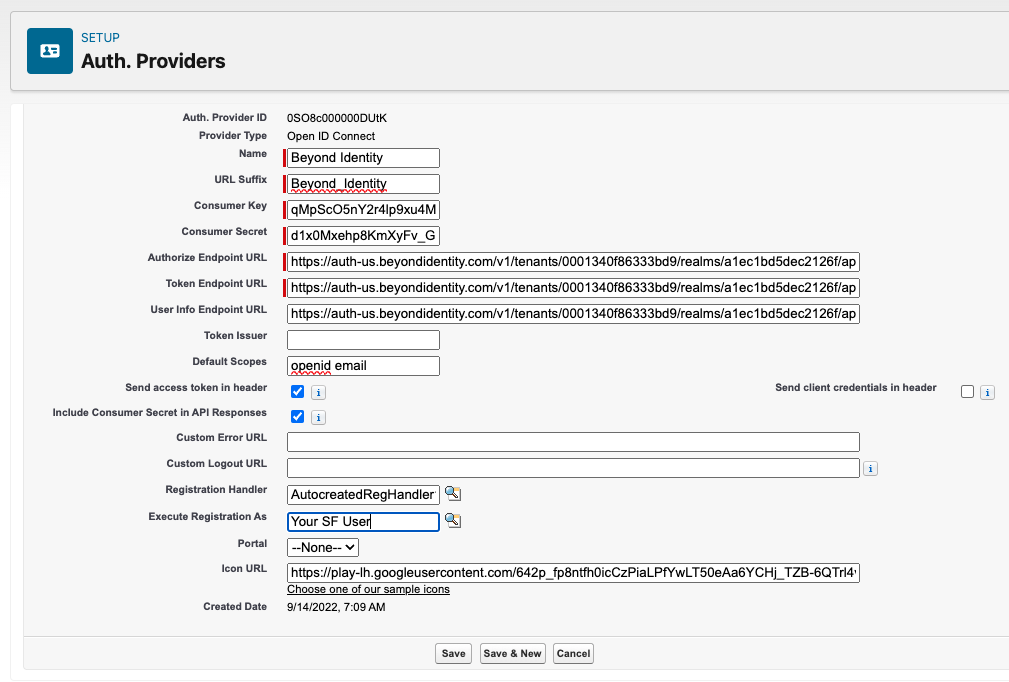 SETUP
Auth. Providers
Auth. Provider ID 0SO8c000000DUtK
Provider Type Open ID Connect
Name Beyond Identity
URL Suffix Beyond_Identity
Consumer Key qMpScO5nY2r4lp9xu4M
Consumer Secret d1x0Mxehp8KmXyFv_G
Authorize Endpoint URL https://auth-us.beyondidentity.com/v1/tenants/0001340f86333bd9/realms/a1ec1bd5dec2126f/ap
Token Endpoint URL https://auth-us.beyondidentity.com/v1/tenants/0001340f86333bd9/realms/a1ec1bd5dec2126f/ap
User Info Endpoint URL https://auth-us.beyondidentity.com/v1/tenants/0001340f86333bd9/realms/a1ec1bd5dec2126f/ap
Token Issuer
Default Scopes openid email
Send access token in header Send client credentials in header
Include Consumer Secret in API Responses
Custom Error URL
Custom Logout URL
Registration Handler AutocreatedRegHandler
Execute Registration As Your SF User
Portal --None--
Icon URL https://play-lh.googleusercontent.com/642p_fp8ntfh0icCzPiaLPfYwLT50eAa6YCHj_TZB-6QTrl4
Choose one of our sample icons
Created Date 9/14/2022, 7:09 AM
Save Save & New Cancel